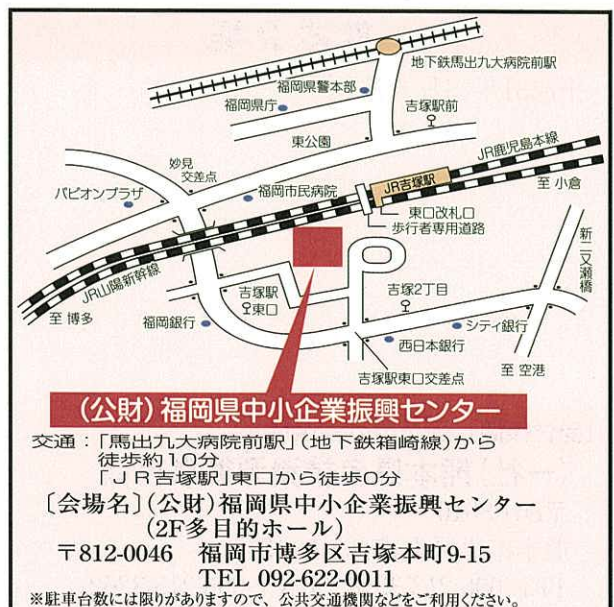 地下鉄馬出九大病院前駅
福岡県警本部
福岡県庁
吉塚駅前
東公園
JR鹿児島本線
妙見
交差点
JR吉塚駅
至 小倉
パピヨンプラザ
福岡市民病院
東口改札口
歩行者専用道路
新二又瀬橋
JR山陽新幹線
吉塚駅
東口
吉塚2丁目
至 博多
福岡銀行
シティ銀行
西日本銀行
至 空港
吉塚駅東口交差点
(公財)福岡県中小企業振興センター
交通:「馬出九大病院前駅」(地下鉄箱崎線)から
徒歩約10分
「JR吉塚駅」東口から徒歩0分
〔会場名〕(公財)福岡県中小企業振興センター
(2F多目的ホール)
〒812-0046 福岡市博多区吉塚本町9-15
TEL 092-622-0011
※駐車台数には限りがありますので、公共交通機関などをご利用ください。